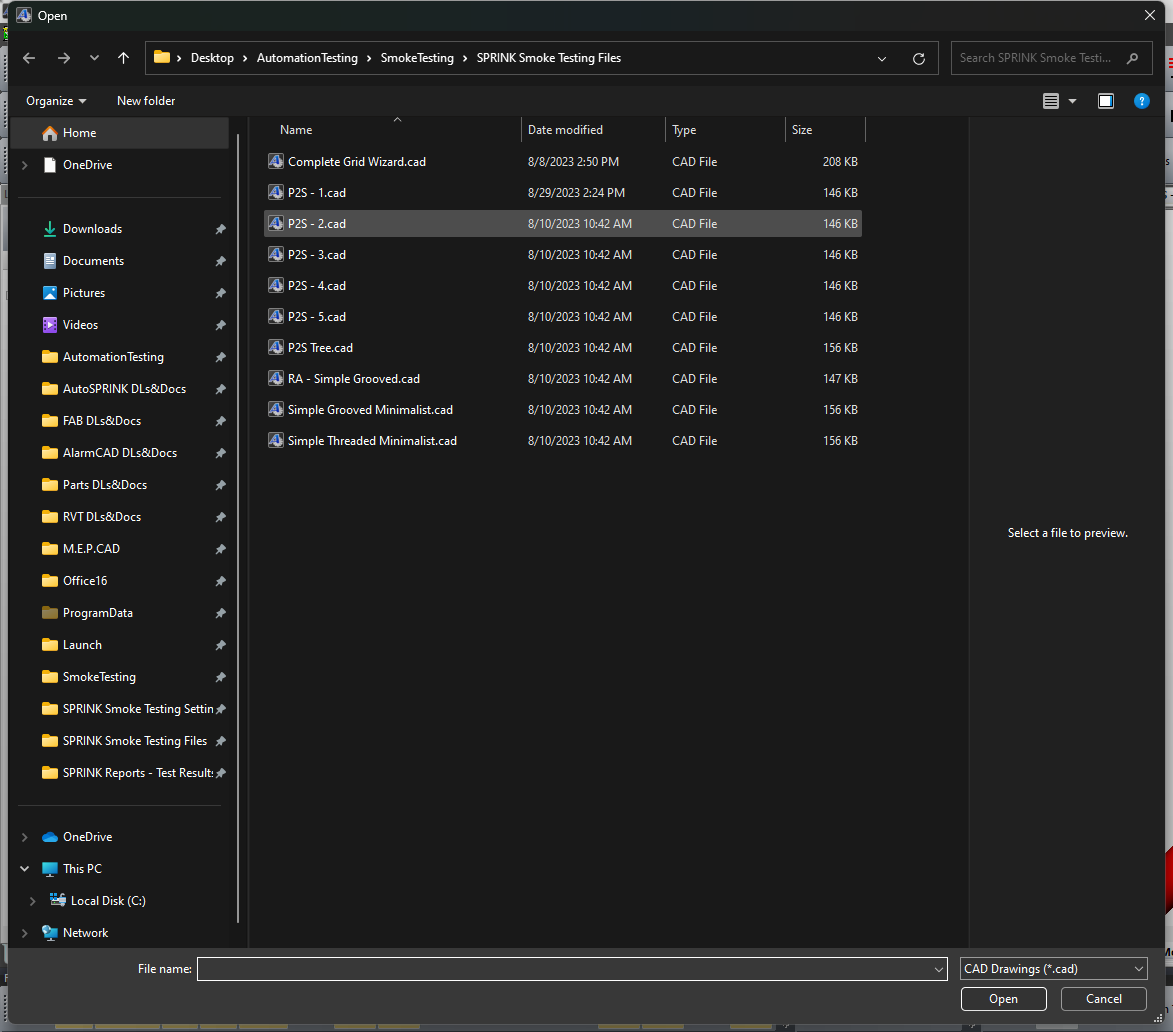 Open
Desktop > AutomationTesting > SmokeTesting > SPRINK Smoke Testing Files
Search SPRINK Smoke Testi...
Organize
New folder
?
Home
OneDrive
Downloads
Documents
Pictures
Videos
AutomationTesting
AutoSPRINK DLs&Docs
FAB DLs&Docs
AlarmCAD DLs&Docs
Parts DLs&Docs
RVT DLs&Docs
M.E.P.CAD
Office16
ProgramData
Launch
SmokeTesting
SPRINK Smoke Testing Settin
SPRINK Smoke Testing Files
SPRINK Reports - Test Results
OneDrive
This PC
Local Disk (C:)
Network
Name Date modified Type Size
Complete Grid Wizard.cad 8/8/2023 2:50 PM CAD File 208 KB
P2S - 1.cad 8/29/2023 2:24 PM CAD File 146 KB
P2S - 2.cad 8/10/2023 10:42 AM CAD File 146 KB
P2S - 3.cad 8/10/2023 10:42 AM CAD File 146 KB
P2S - 4.cad 8/10/2023 10:42 AM CAD File 146 KB
P2S - 5.cad 8/10/2023 10:42 AM CAD File 146 KB
P2S Tree.cad 8/10/2023 10:42 AM CAD File 156 KB
RA - Simple Grooved.cad 8/10/2023 10:42 AM CAD File 147 KB
Simple Grooved Minimalist.cad 8/10/2023 10:42 AM CAD File 156 KB
Simple Threaded Minimalist.cad 8/10/2023 10:42 AM CAD File 156 KB
Select a file to preview.
File name:
CAD Drawings (*.cad)
Open
Cancel